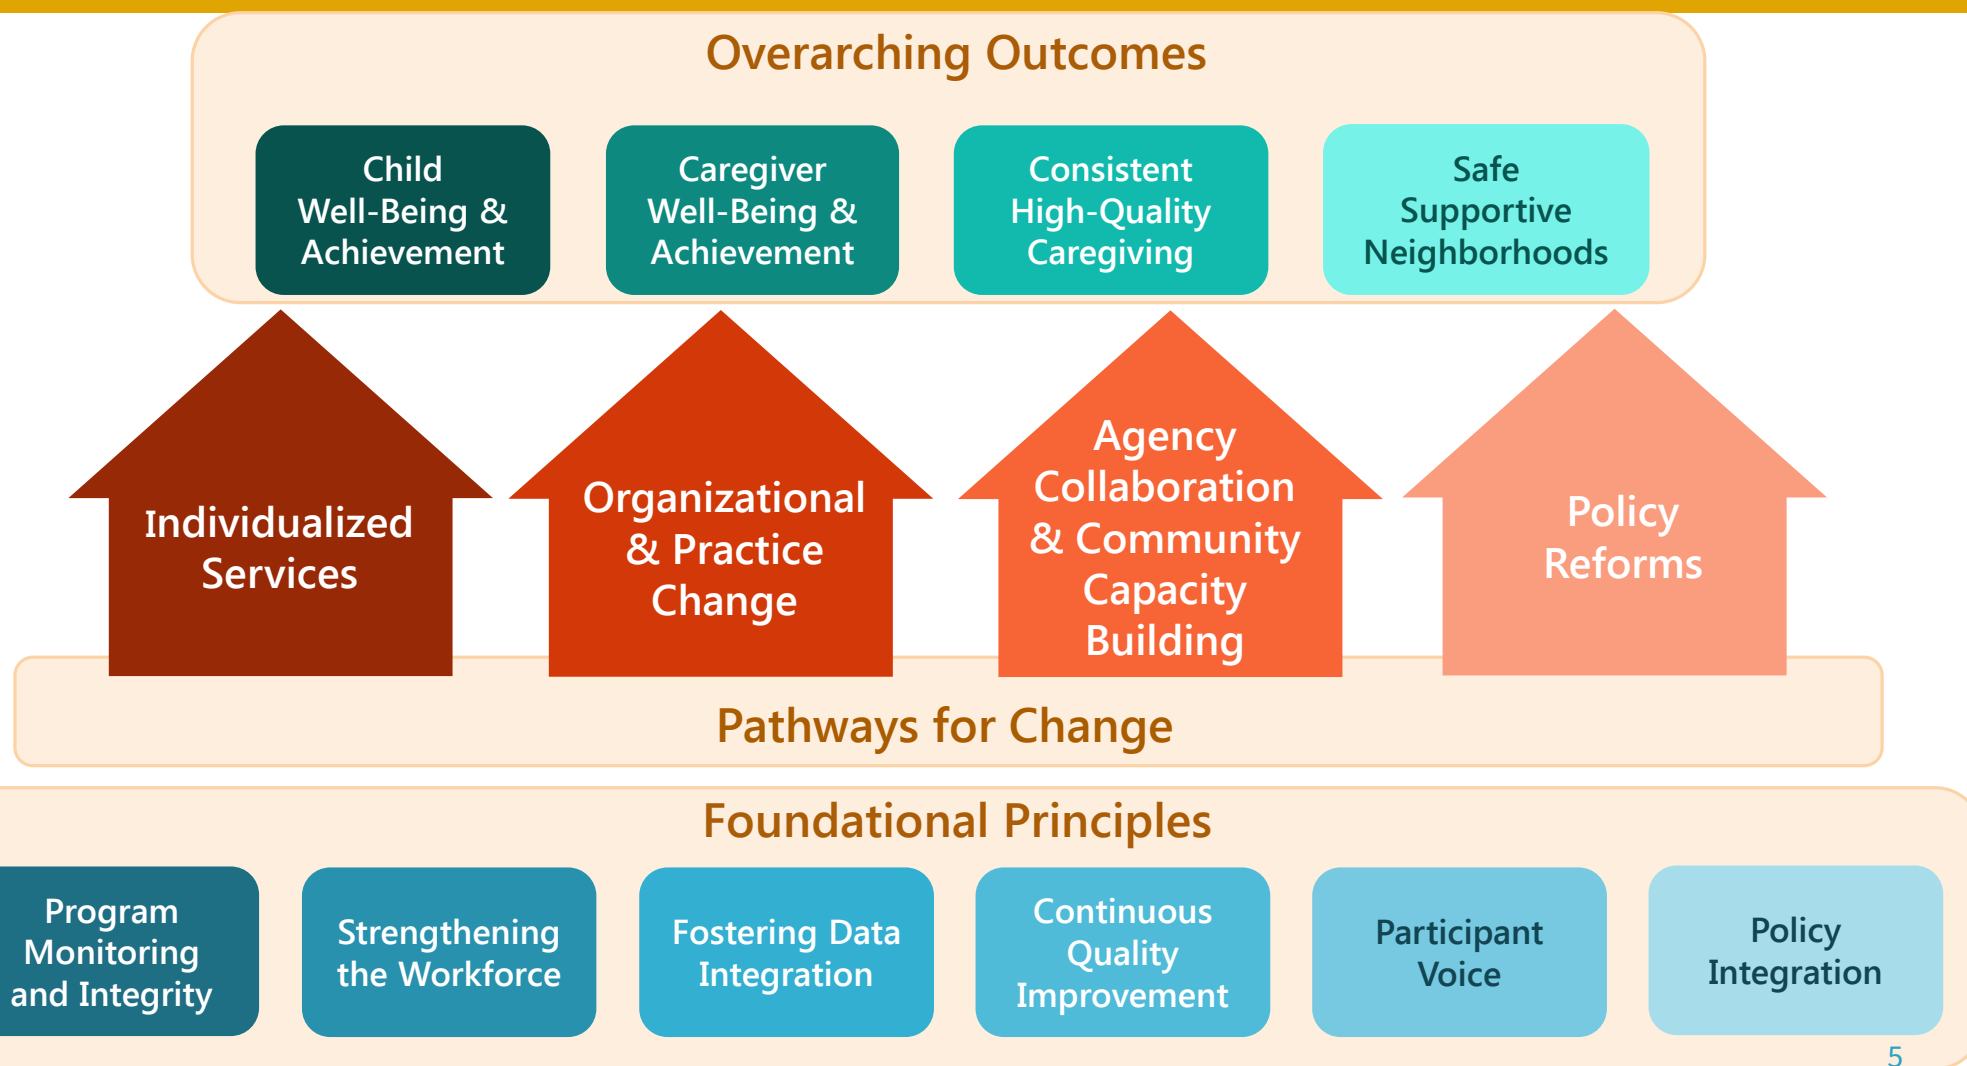 Overarching Outcomes
Child
Well-Being &
Achievement
Caregiver
Well-Being &
Achievement
Consistent
High-Quality
Caregiving
Safe
Supportive
Neighborhoods
Individualized
Services
Organizational
& Practice
Change
Agency
Collaboration
& Community
Capacity
Building
Policy
Reforms
Pathways for Change
Foundational Principles
Program
Monitoring
and Integrity
Strengthening
the Workforce
Fostering Data
Integration
Continuous
Quality
Improvement
Participant
Voice
Policy
Integration
5